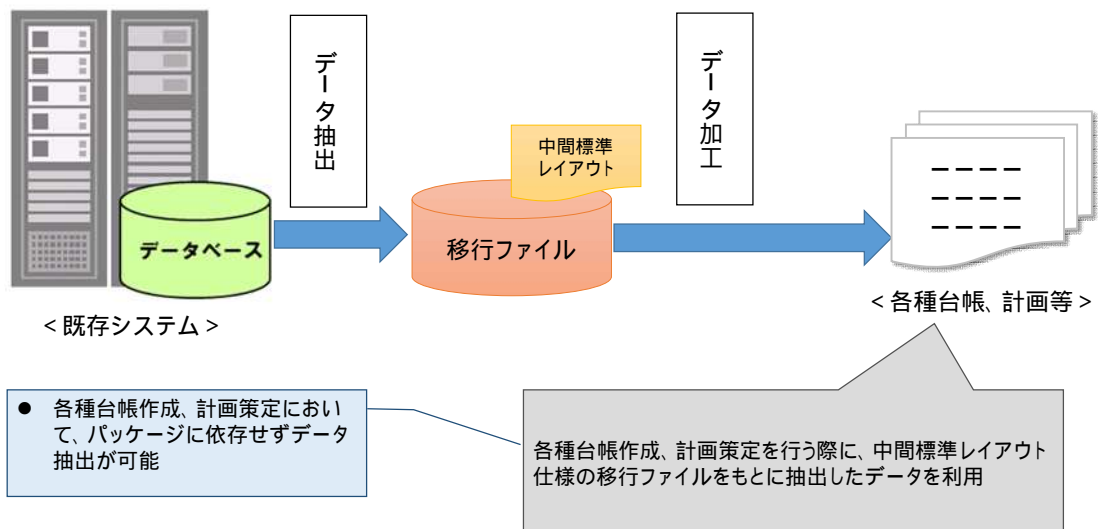 データ抽出
データ加工
中間標準
レイアウト
データベース
移行ファイル
＜既存システム＞
＜各種台帳、計画等＞
● 各種台帳作成、計画策定において、パッケージに依存せずデータ
抽出が可能
各種台帳作成、計画策定を行う際に、中間標準レイアウト
仕様の移行ファイルをもとに抽出したデータを利用